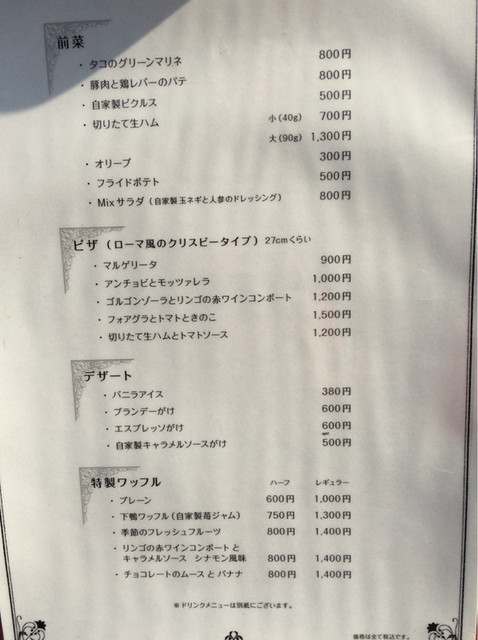 前菜
・タコのグリーンマリネ 800円
・豚肉と鶏レバーのパテ 800円
・自家製ピクルス 500円
・切りたて生ハム 小(40g) 700円
大(90g) 1,300円
・オリーブ 300円
・フライドポテト 500円
・Mixサラダ(自家製玉ネギと人参のドレッシング) 800円
ピザ(ローマ風のクリスピータイプ)27cmくらい
・マルゲリータ 900円
・アンチョビとモッツァレラ 1,000円
・ゴルゴンゾーラとリンゴの赤ワインコンポート 1,200円
・フォアグラとトマトときのこ 1,500円
・切りたて生ハムとトマトソース 1,200円
デザート
・バニラアイス 380円
・ブランデーがけ 600円
・エスプレッソがけ 600円
・自家製キャラメルソースがけ 500円
特製ワッフル ハーフ レギュラー
・プレーン 600円 1,000円
・下鴨ワッフル(自家製苺ジャム) 750円 1,300円
・季節のフレッシュフルーツ 800円 1,400円
・リンゴの赤ワインコンポートと
キャラメルソース シナモン風味 800円 1,400円
・チョコレートのムースとバナナ 800円 1,400円
※ドリンクメニューは別紙にございます。
価格は全て税込です。